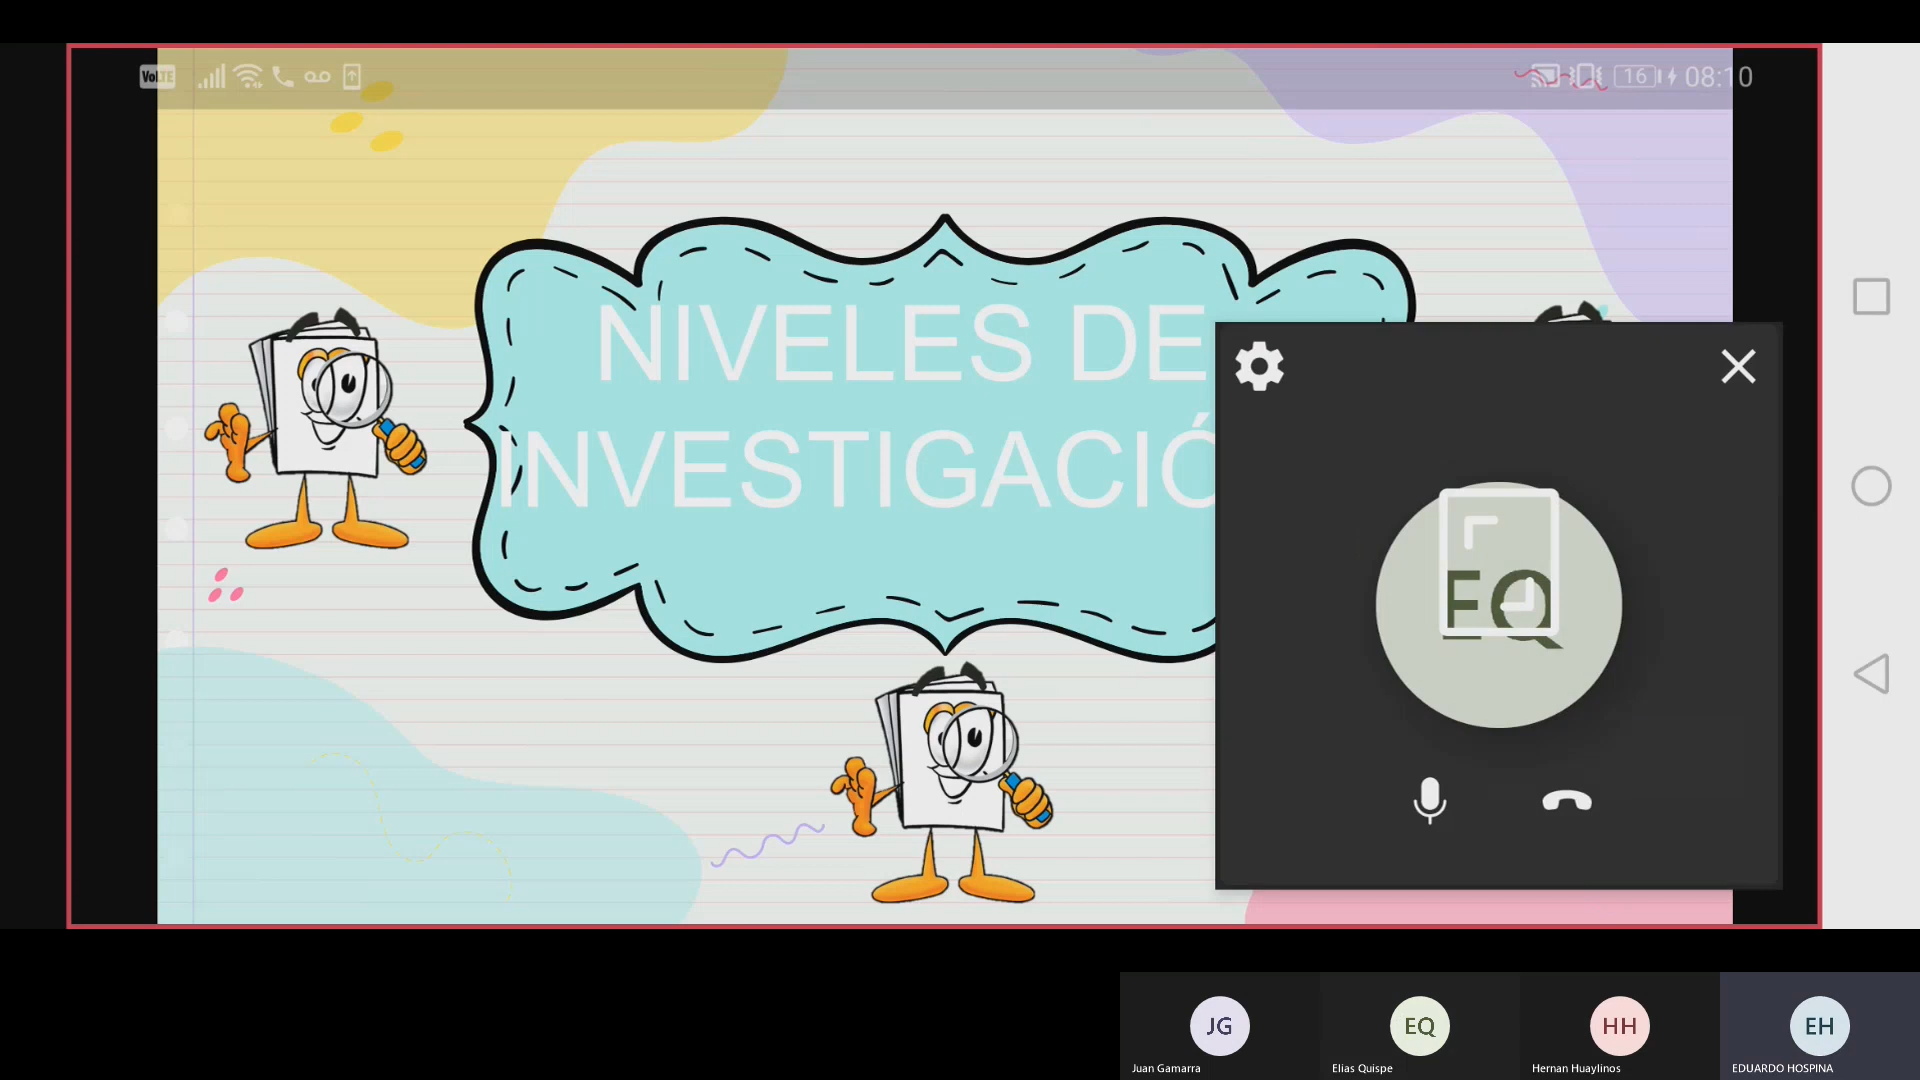 VoLTE
16
08:10
NIVELES DE
INVESTIGACIÓ
EQ
JG
EQ
HH
EH
Juan Gamarra
Elias Quispe
Hernan Huaylinos
EDUARDO HOSPINA